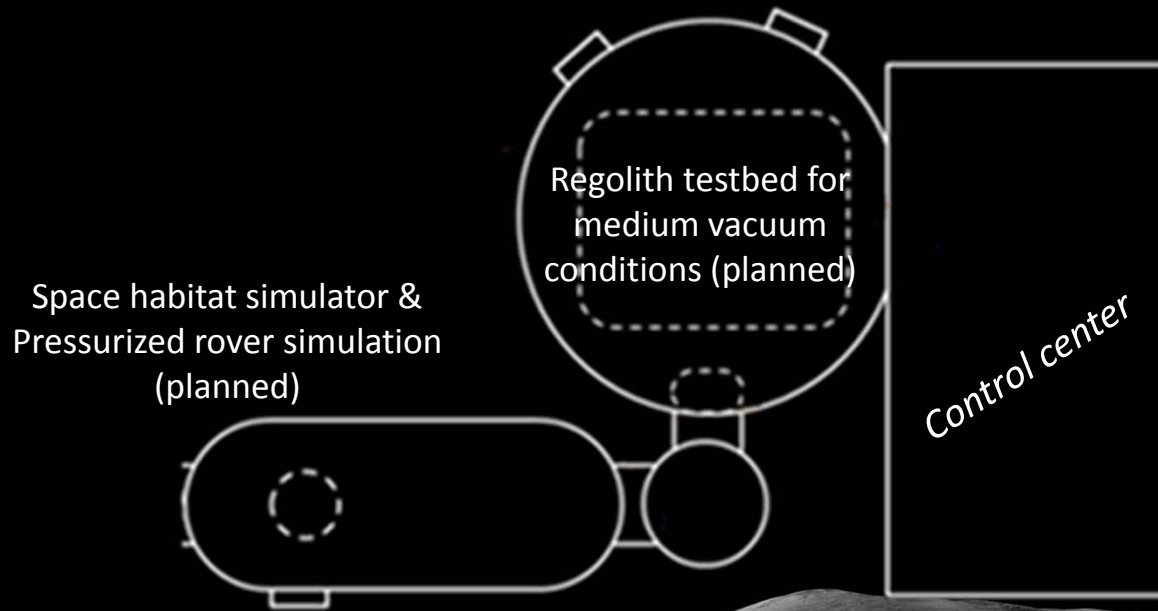 Regolith testbed for
medium vacuum
conditions (planned)
Space habitat simulator &
Pressurized rover simulation
(planned)
Control center